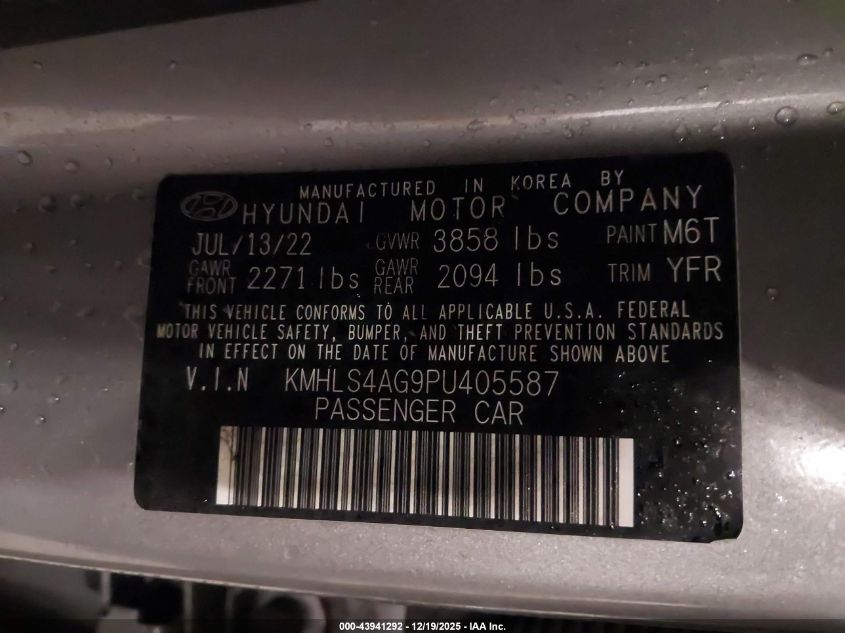 MANUFACTURED IN KOREA BY
HYUNDAI MOTOR COMPANY
JUL/13/22 GVWR 3858 lbs PAINT M6T
GAWR FRONT 2271 lbs GAWR REAR 2094 lbs TRIM YFR
THIS VEHICLE CONFORMS TO ALL APPLICABLE U.S.A. FEDERAL
MOTOR VEHICLE SAFETY, BUMPER, AND THEFT PREVENTION STANDARDS
IN EFFECT ON THE DATE OF MANUFACTURE SHOWN ABOVE
V.I.N KMHLS4AG9PU405587
PASSENGER CAR
000-43941292 - 12/19/2025 - IAA Inc.